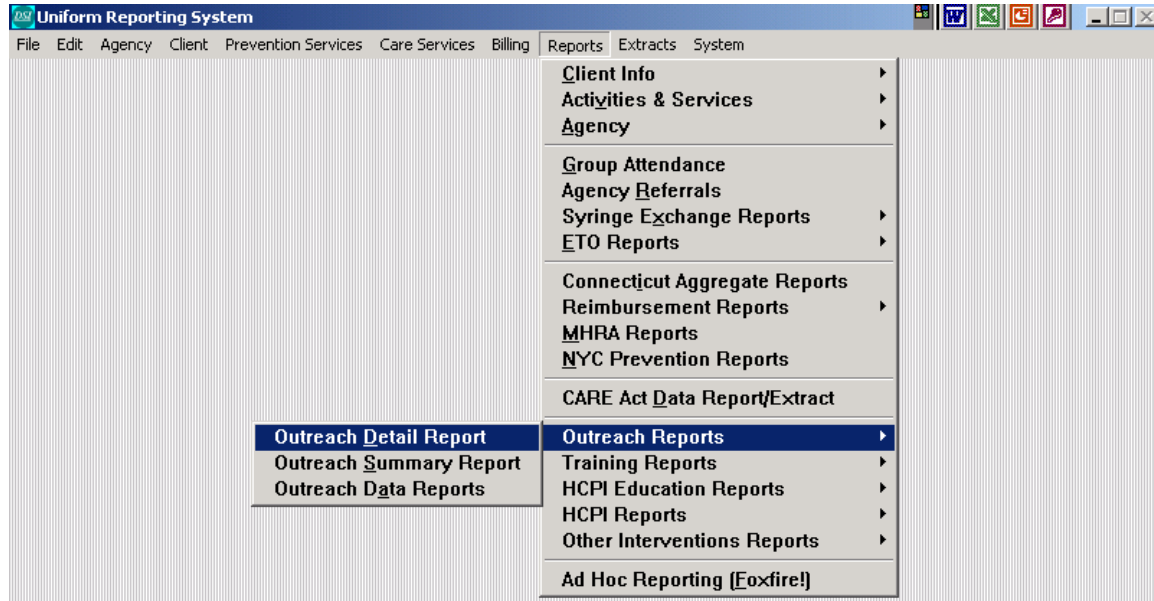 DSI Uniform Reporting System
File Edit Agency Client Prevention Services Care Services Billing Reports Extracts System
Client Info
Activities & Services
Agency
Group Attendance
Agency Referrals
Syringe Exchange Reports
ETO Reports
Connecticut Aggregate Reports
Reimbursement Reports
MHRA Reports
NYC Prevention Reports
CARE Act Data Report/Extract
Outreach Reports
Outreach Detail Report
Outreach Summary Report
Outreach Data Reports
Training Reports
HCPI Education Reports
HCPI Reports
Other Interventions Reports
Ad Hoc Reporting (Foxfire!)